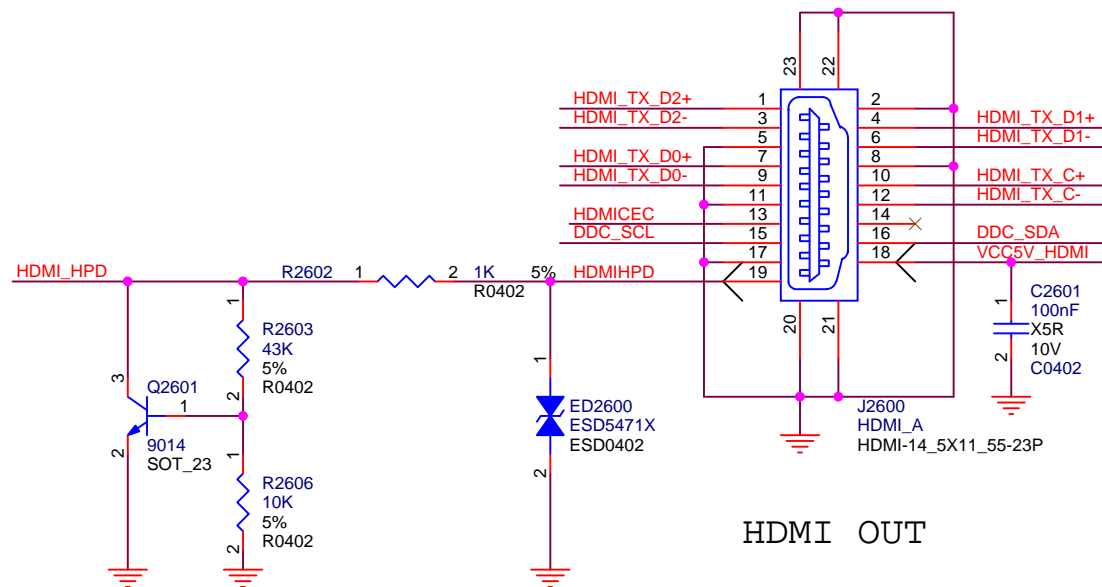 23 22
HDMI_TX_D2+ 1 2
HDMI_TX_D2- 3 4 HDMI_TX_D1+
5 6 HDMI_TX_D1-
HDMI_TX_D0+ 7 8
HDMI_TX_D0- 9 10 HDMI_TX_C+
11 12 HDMI_TX_C-
HDMICEC 13 14
DDC_SCL 15 16 DDC_SDA
17 18 VCC5V_HDMI
HDMI_HPD R2602 1 2 1K 5% HDMIHPD 19
R0402
20 21
1 C2601
100nF
X5R
10V
2 C0402
1 R2603
43K
5%
2 R0402
3 Q2601
1
2 9014
SOT_23
1 R2606
10K
5%
2 R0402
1
ED2600
ESD5471X
ESD0402
2
J2600
HDMI_A
HDMI-14_5X11_55-23P
HDMI OUT